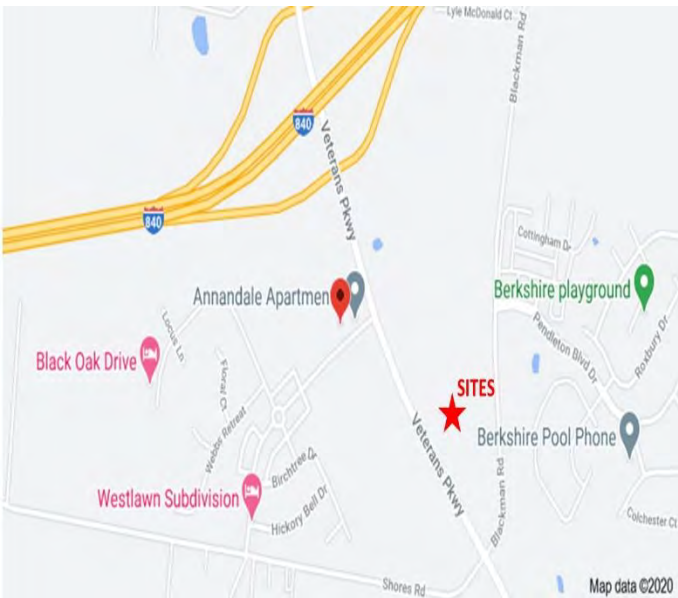 Lyle McDonald Ct
Blackman Rd
840
Veterans Pkwy
840
Cottingham Dr
Annandale Apartmen
Berkshire playground
Locus Ln
Pendleton Blvd Dr
Roxbury Dr
Black Oak Drive
Floral Ct
SITES
Webbs Retreat
Veterans Pkwy
Berkshire Pool Phone
Birchtree D
Blackman Rd
Westlawn Subdivision
Hickory Bell Dr
Colchester Ct
Shores Rd
Map data ©2020